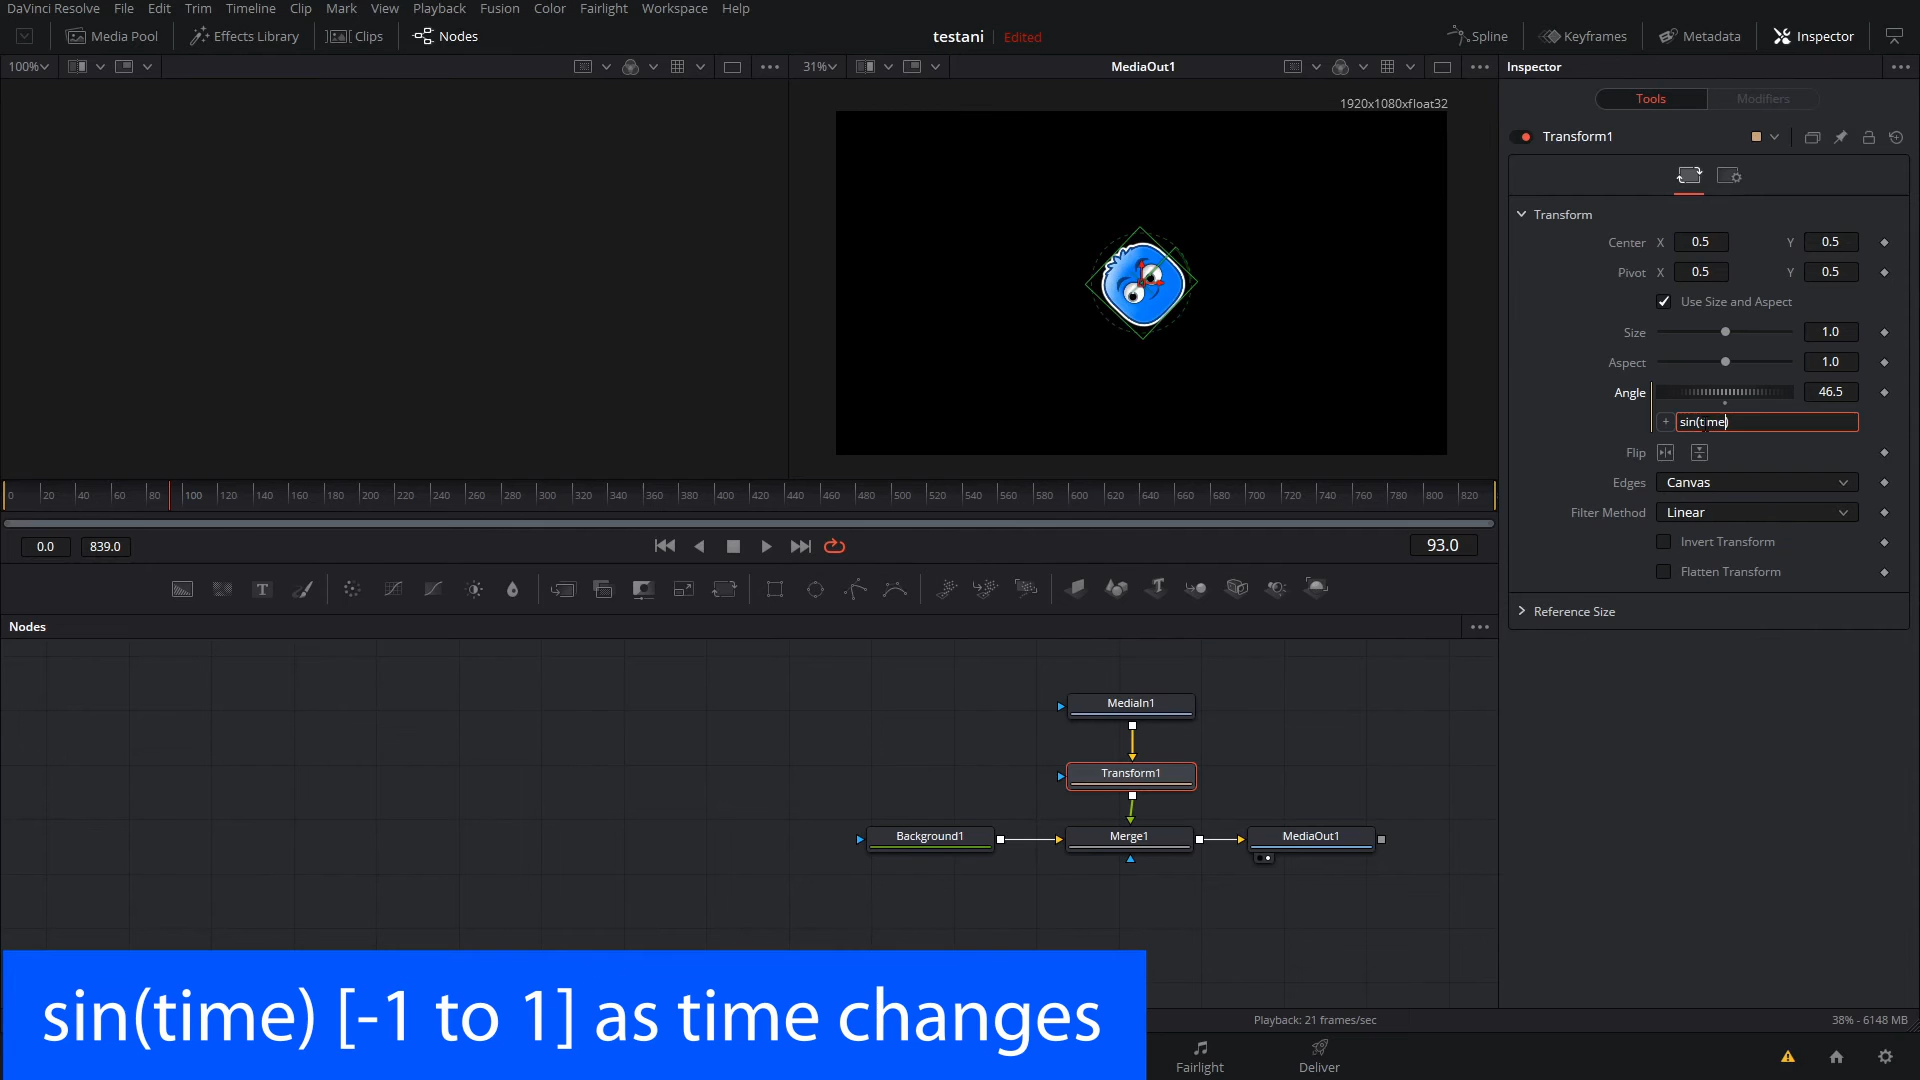 DaVinci Resolve File Edit Trim Timeline Clip Mark View Playback Fusion Color Fairlight Workspace Help
Media Pool Effects Library Clips Nodes testani Edited Spline Keyframes Metadata Inspector
100% 31% MediaOut1 Inspector
1920x1080xfloat32
Tools Modifiers
Transform1
Transform
Center X 0.5 Y 0.5
Pivot X 0.5 Y 0.5
Use Size and Aspect
Size 1.0
Aspect 1.0
Angle 46.5
+ sin(time)
Flip
Edges Canvas
Filter Method Linear
Invert Transform
Flatten Transform
Reference Size
0 20 40 60 80 100 120 140 160 180 200 220 240 260 280 300 320 340 360 380 400 420 440 460 480 500 520 540 560 580 600 620 640 660 680 700 720 740 760 780 800 820
0.0 839.0 93.0
Nodes
MediaIn1
Transform1
Background1 Merge1 MediaOut1
sin(time) [-1 to 1] as time changes
Playback: 21 frames/sec 38% - 6148 MB
Fairlight Deliver